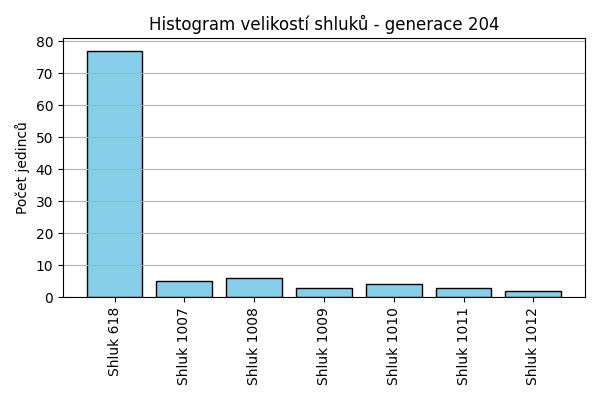 Histogram velikostí shluků - generace 204
Počet jedinců
80
70
60
50
40
30
20
10
0
Shluk 618
Shluk 1007
Shluk 1008
Shluk 1009
Shluk 1010
Shluk 1011
Shluk 1012